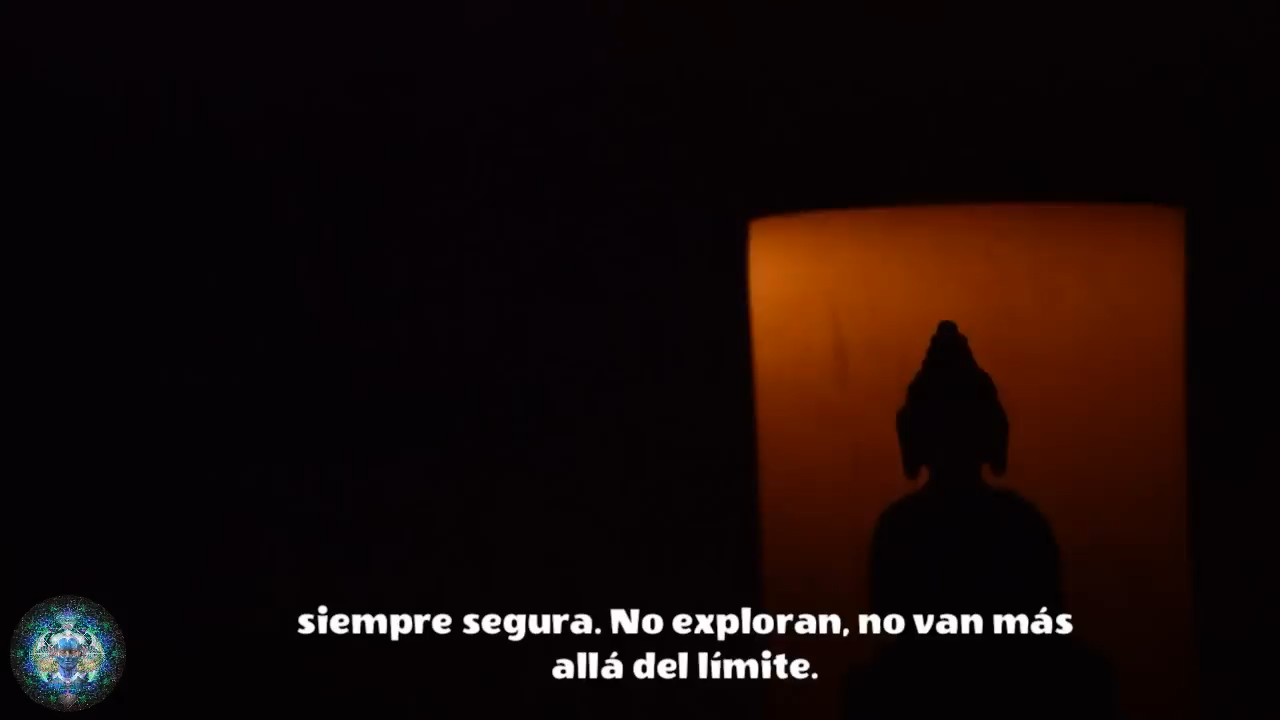 siempre segura. No exploran, no van más
allá del límite.